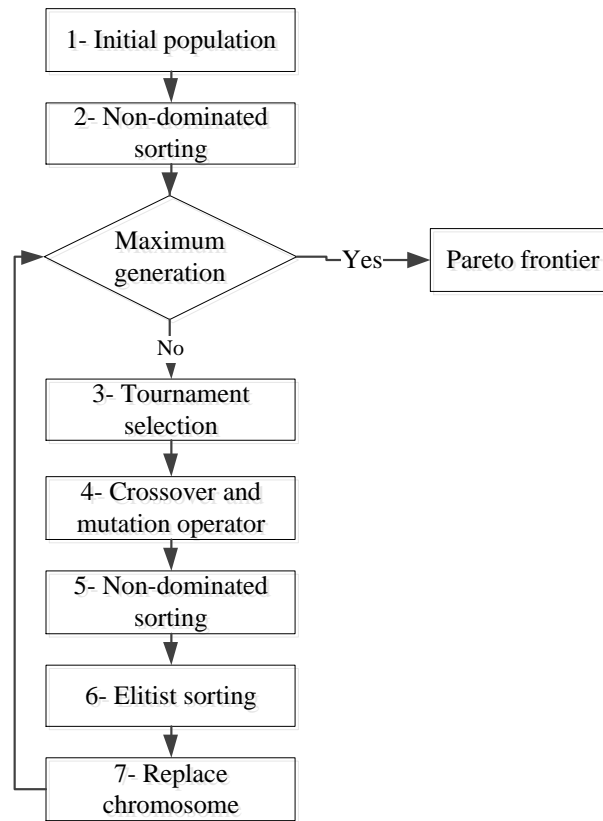 1- Initial population
2- Non-dominated
sorting
Maximum
generation
Yes
Pareto frontier
No
3- Tournament
selection
4- Crossover and
mutation operator
5- Non-dominated
sorting
6- Elitist sorting
7- Replace
chromosome